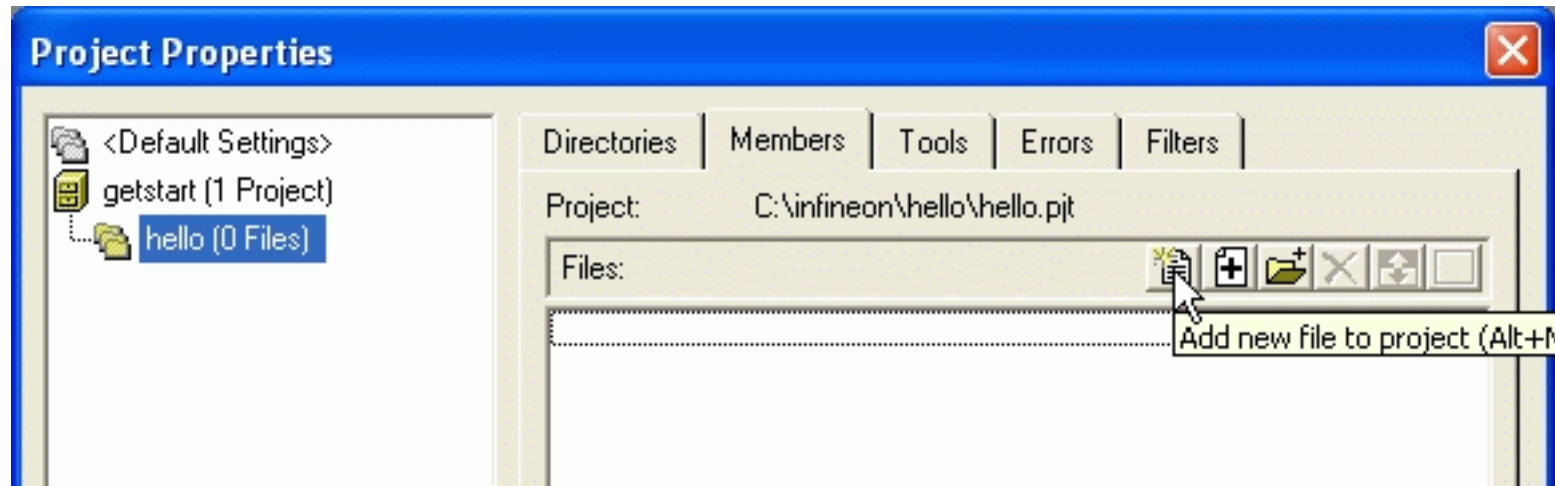 Project Properties
<Default Settings>
getstart (1 Project)
hello (0 Files)
Directories Members Tools Errors Filters
Project: C:\infineon\hello\hello.pjt
Files:
Add new file to project